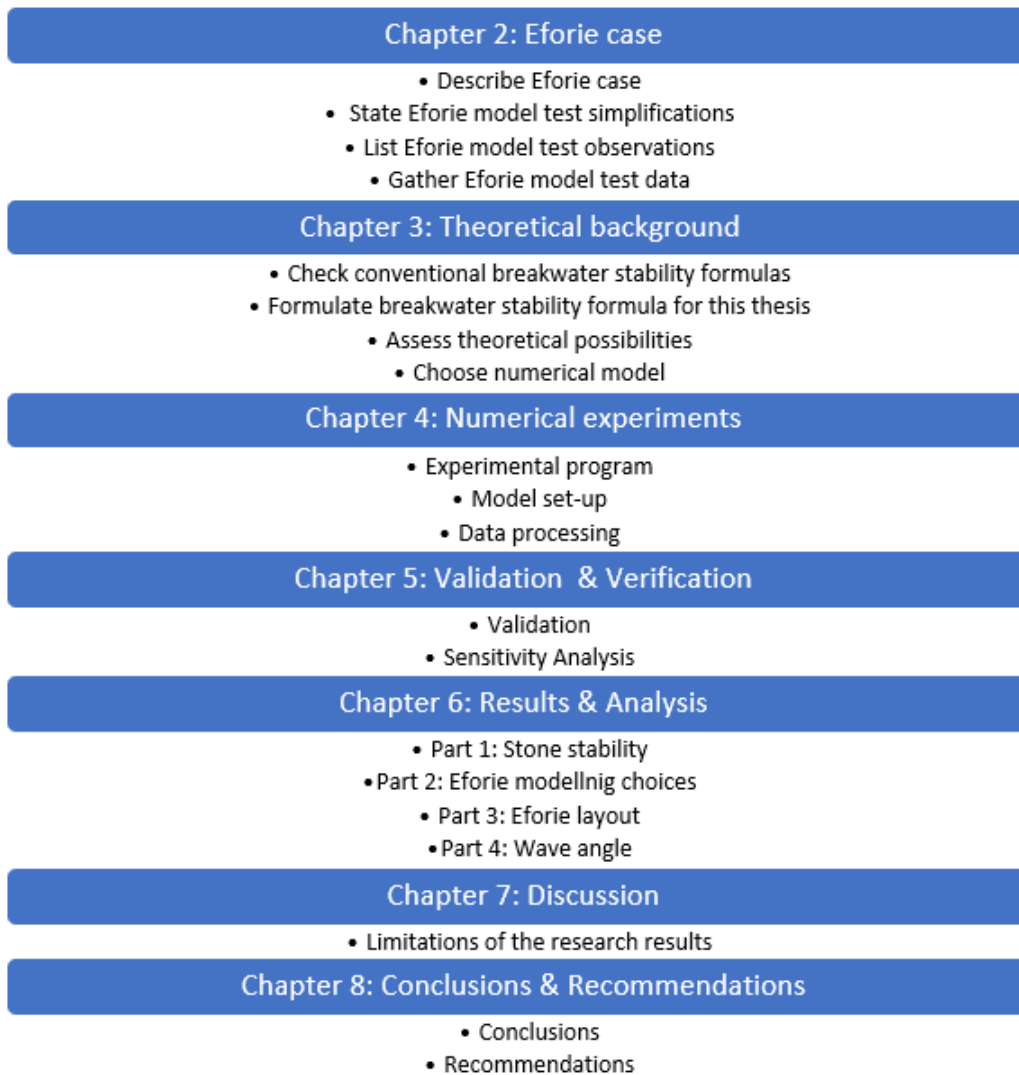 Chapter 2: Eforie case
• Describe Eforie case
• State Eforie model test simplifications
• List Eforie model test observations
• Gather Eforie model test data
Chapter 3: Theoretical background
• Check conventional breakwater stability formulas
• Formulate breakwater stability formula for this thesis
• Assess theoretical possibilities
• Choose numerical model
Chapter 4: Numerical experiments
• Experimental program
• Model set-up
• Data processing
Chapter 5: Validation & Verification
• Validation
• Sensitivity Analysis
Chapter 6: Results & Analysis
• Part 1: Stone stability
•Part 2: Eforie modellnig choices
• Part 3: Eforie layout
•Part 4: Wave angle
Chapter 7: Discussion
• Limitations of the research results
Chapter 8: Conclusions & Recommendations
• Conclusions
• Recommendations